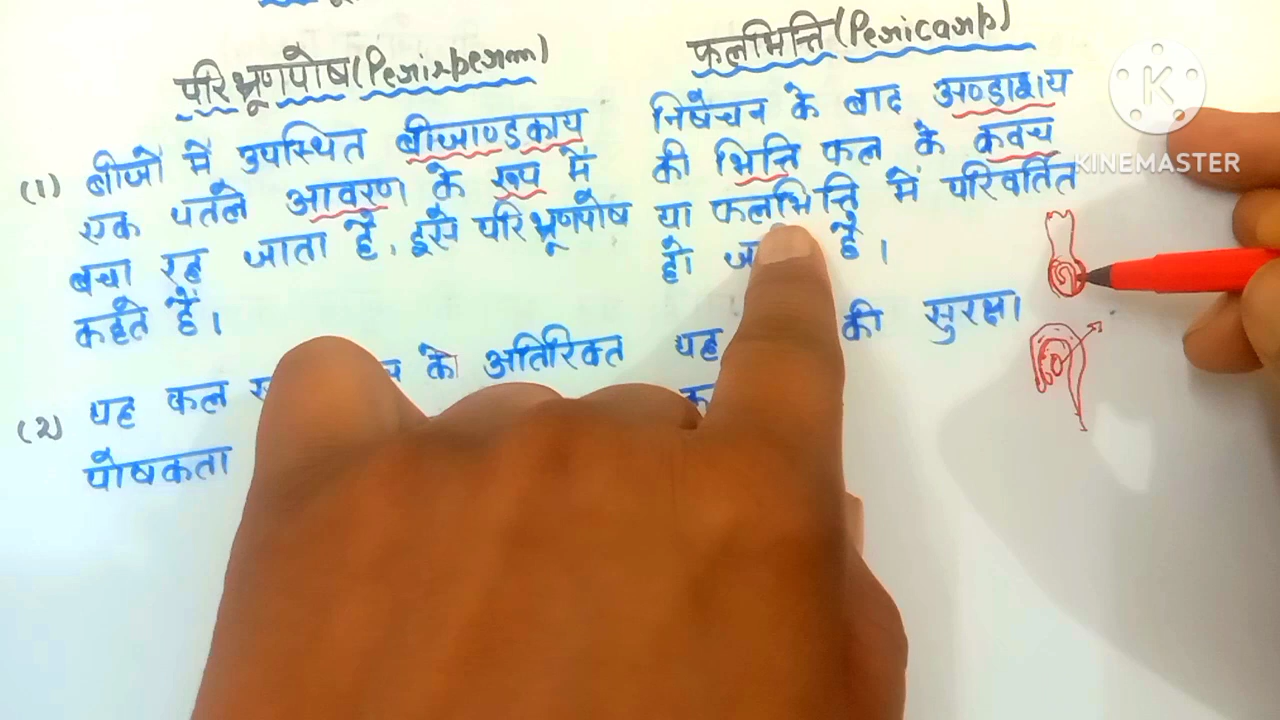 परिभ्रूणपोष (Perisperm)
फलभित्ति (Pericarp)
(1) बीजों में उपस्थित बीजाण्डकाय
एक पतले आवरण के रूप में
बचा रह जाता है, इसे परिभ्रूणपोष
कहते हैं।
(2) यह कल को अतिरिक्त
पोषकता
निषेचन के बाद अण्डाशय
की भित्ति फल के कवच
या फलभित्ति में परिवर्तित
हो है।
यह की सुरक्षा
K
KINEMASTER